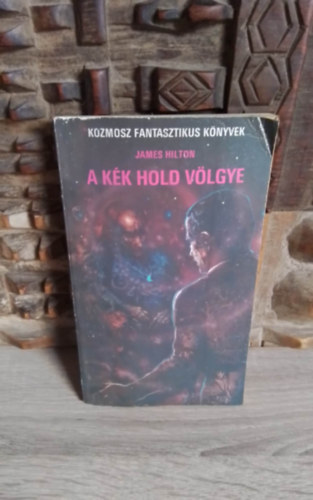 KOZMOSZ FANTASZTIKUS KÖNYVEK
JAMES HILTON
A KÉK HOLD VÖLGYE